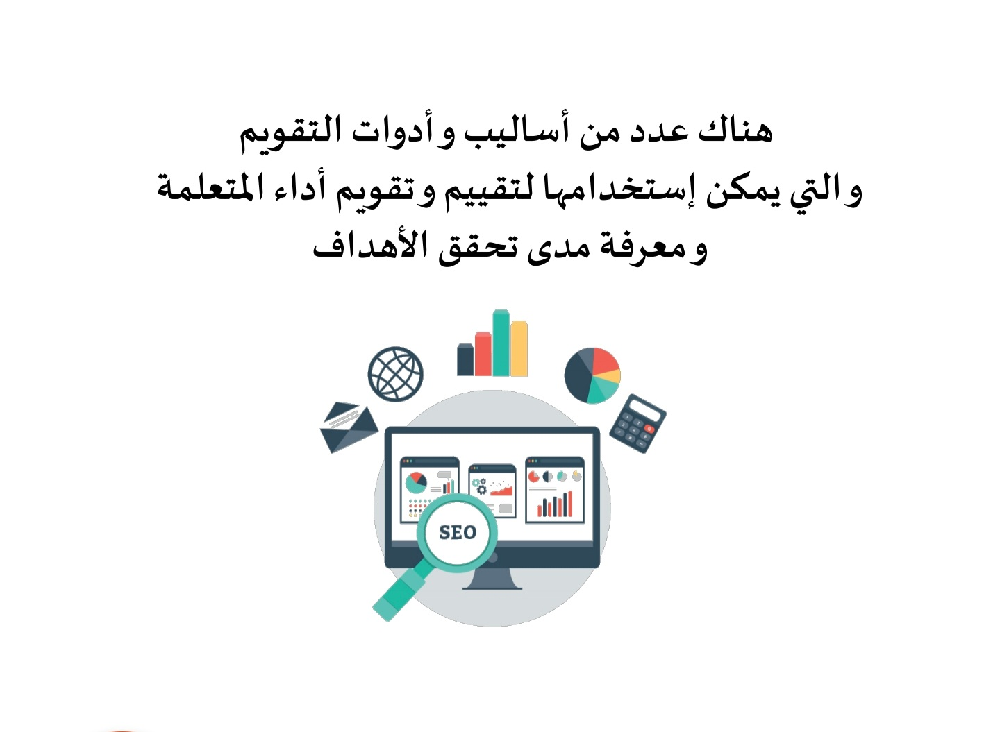 هناك عدد من أساليب وأدوات التقويم
والتي يمكن إستخدامها لتقييم وتقويم أداء المتعلمة
ومعرفة مدى تحقق الأهداف
SEO